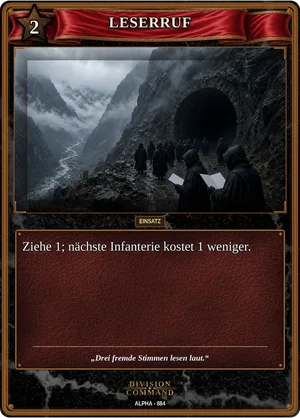 2
LESERRUF
EINSATZ
Ziehe 1; nächste Infanterie kostet 1 weniger.
„Drei fremde Stimmen lesen laut.“
DIVISION
COMMAND
ALPHA - 884